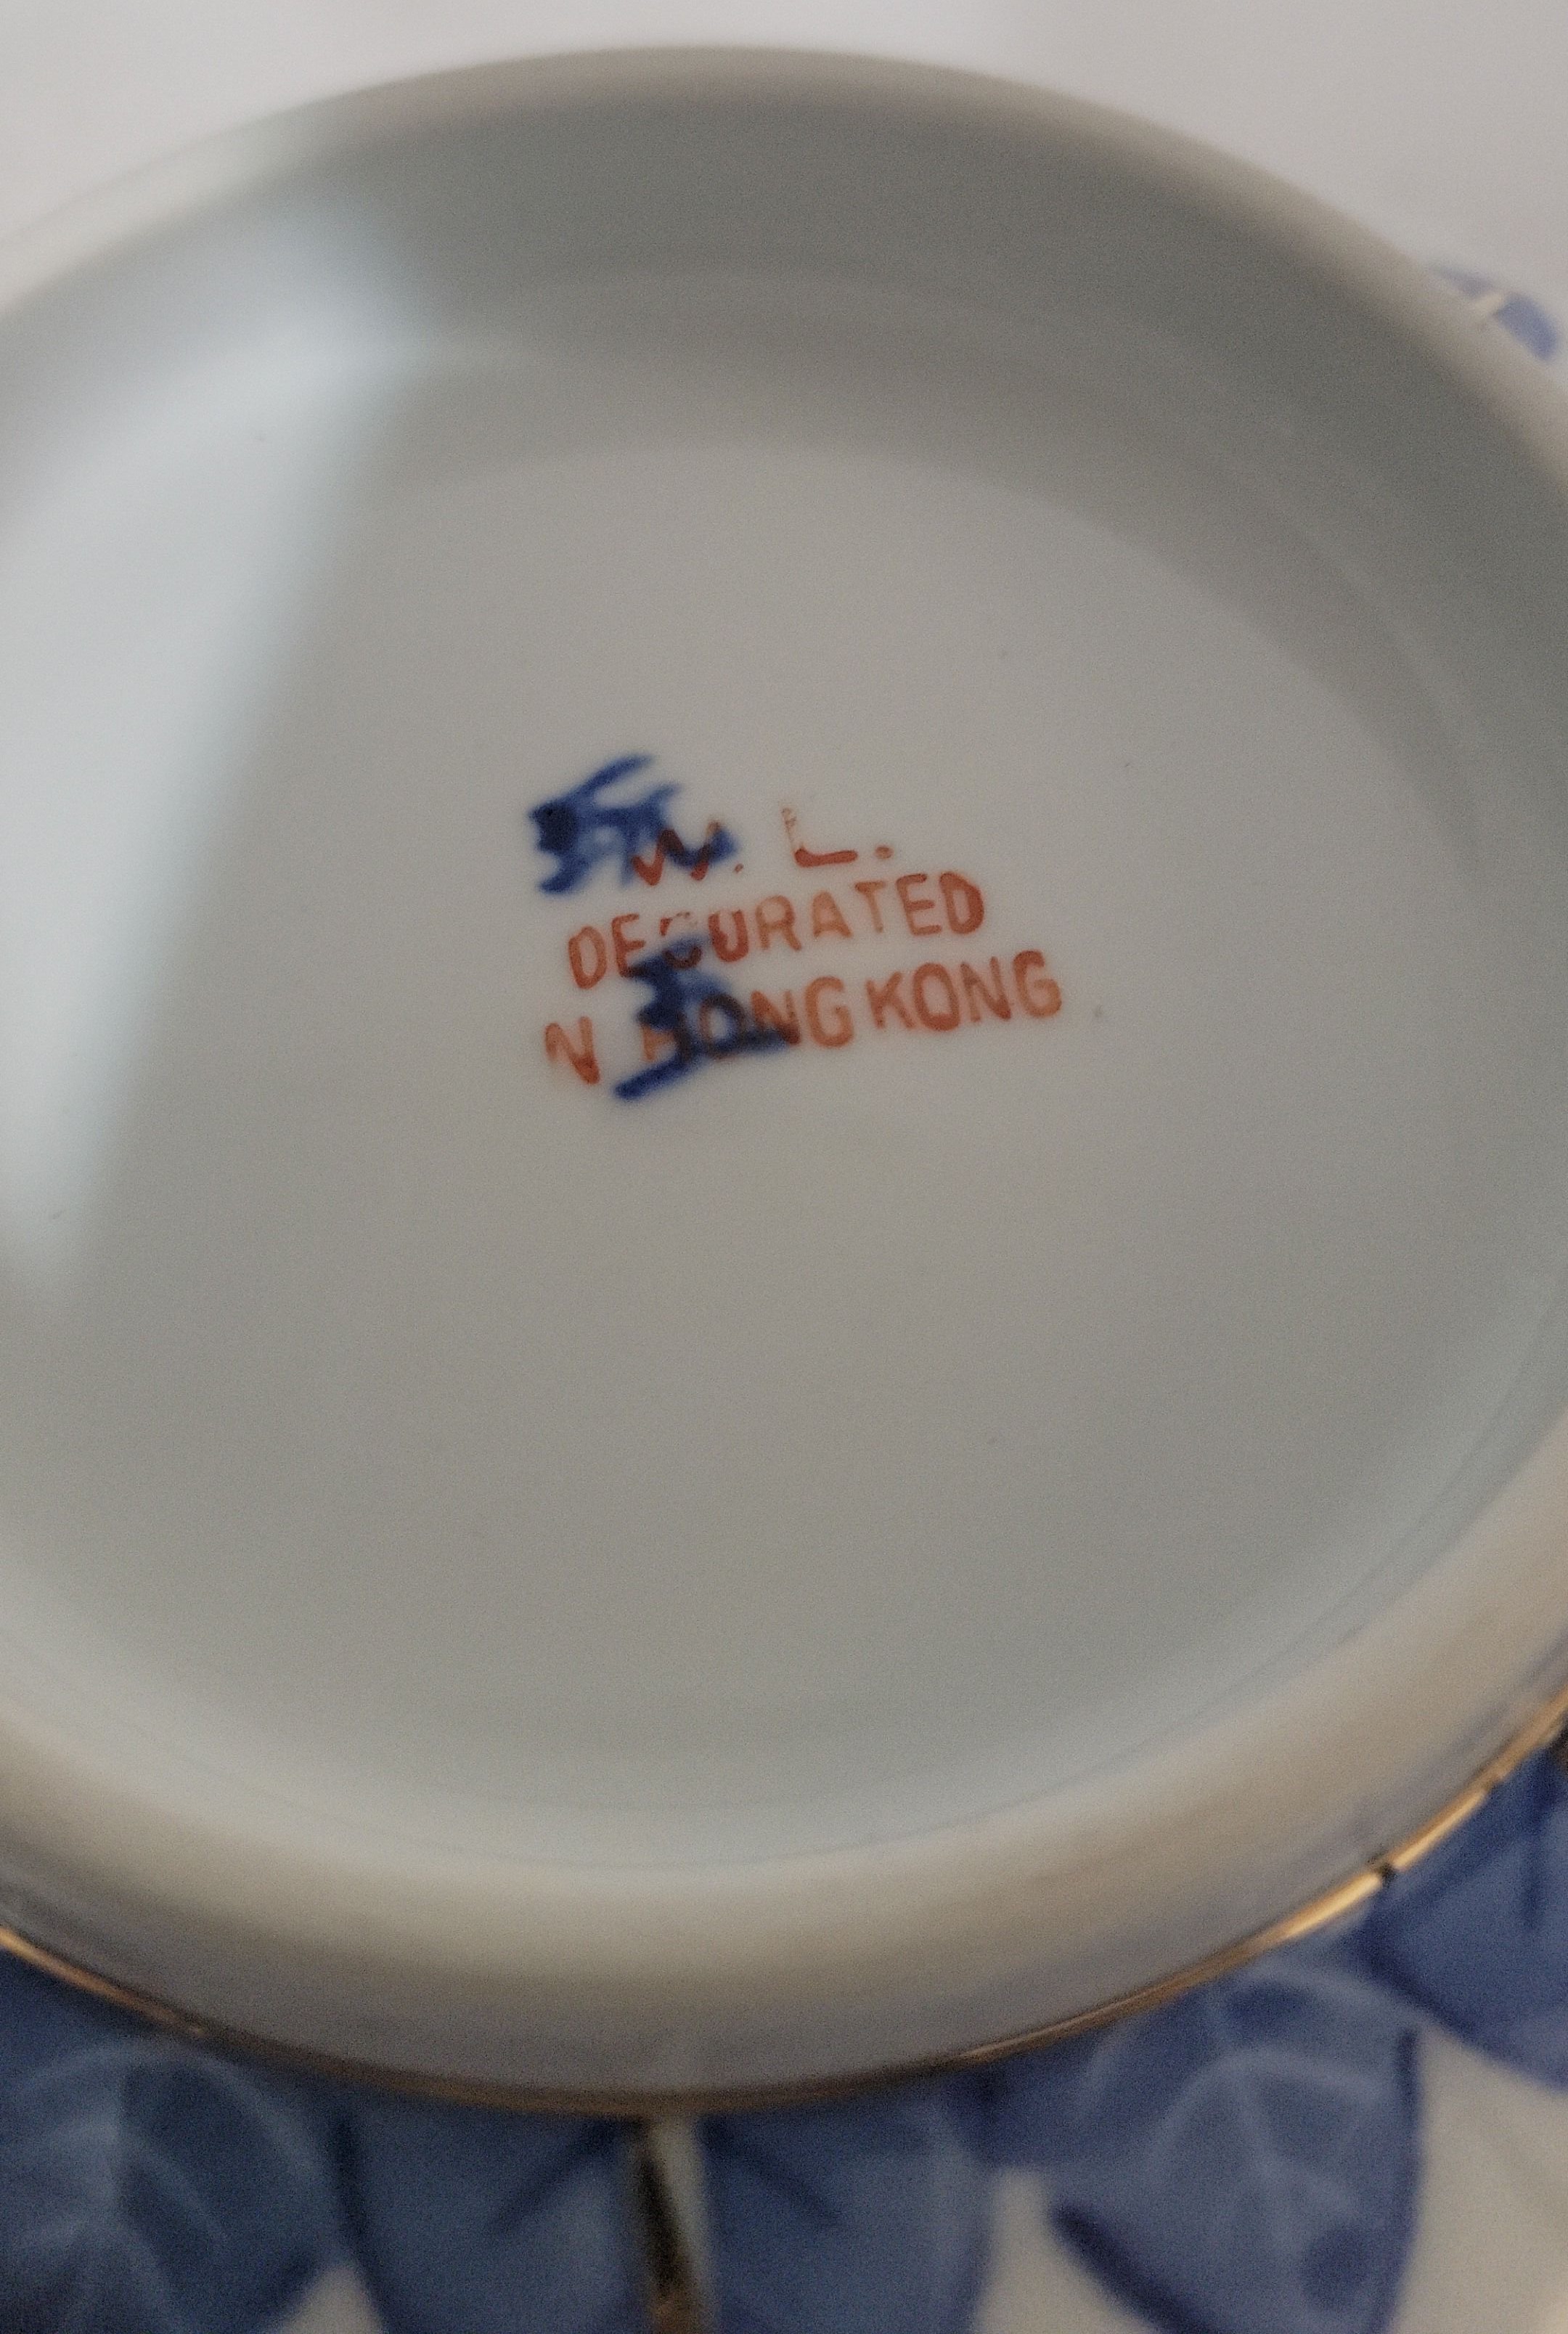 W. L.
DECORATED
N HONG KONG